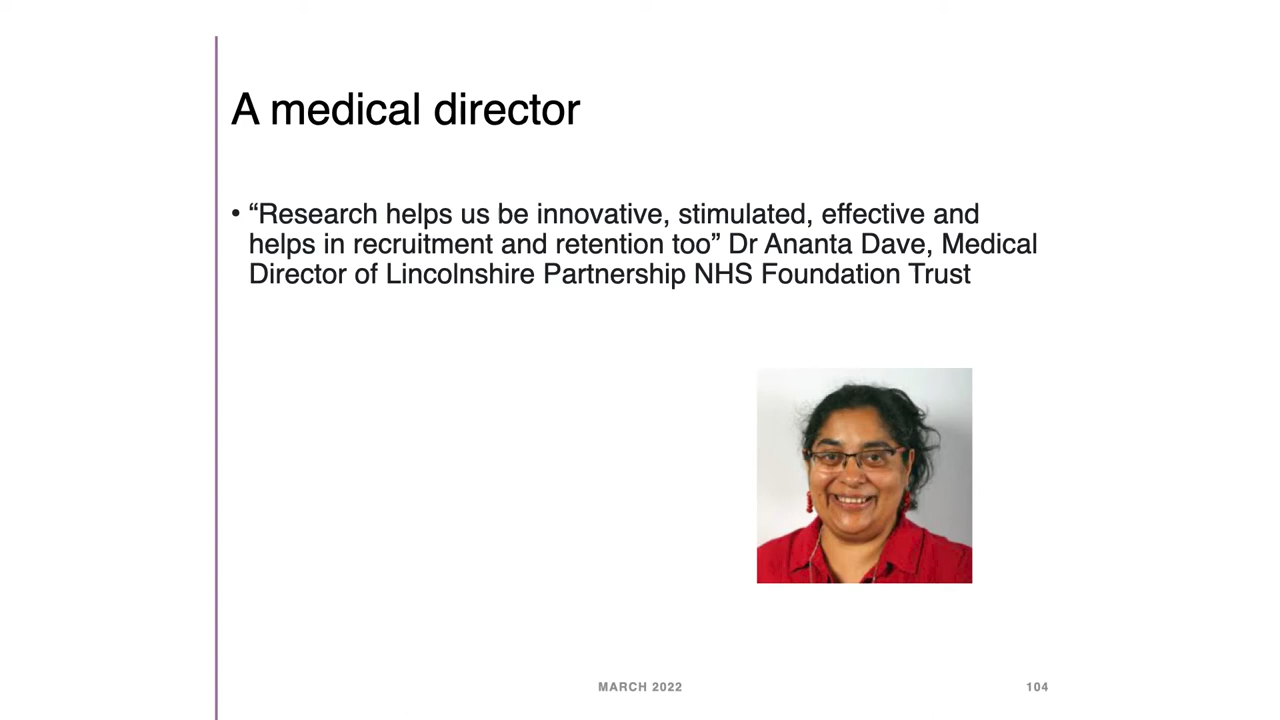 A medical director
• “Research helps us be innovative, stimulated, effective and
helps in recruitment and retention too” Dr Ananta Dave, Medical
Director of Lincolnshire Partnership NHS Foundation Trust
MARCH 2022
104